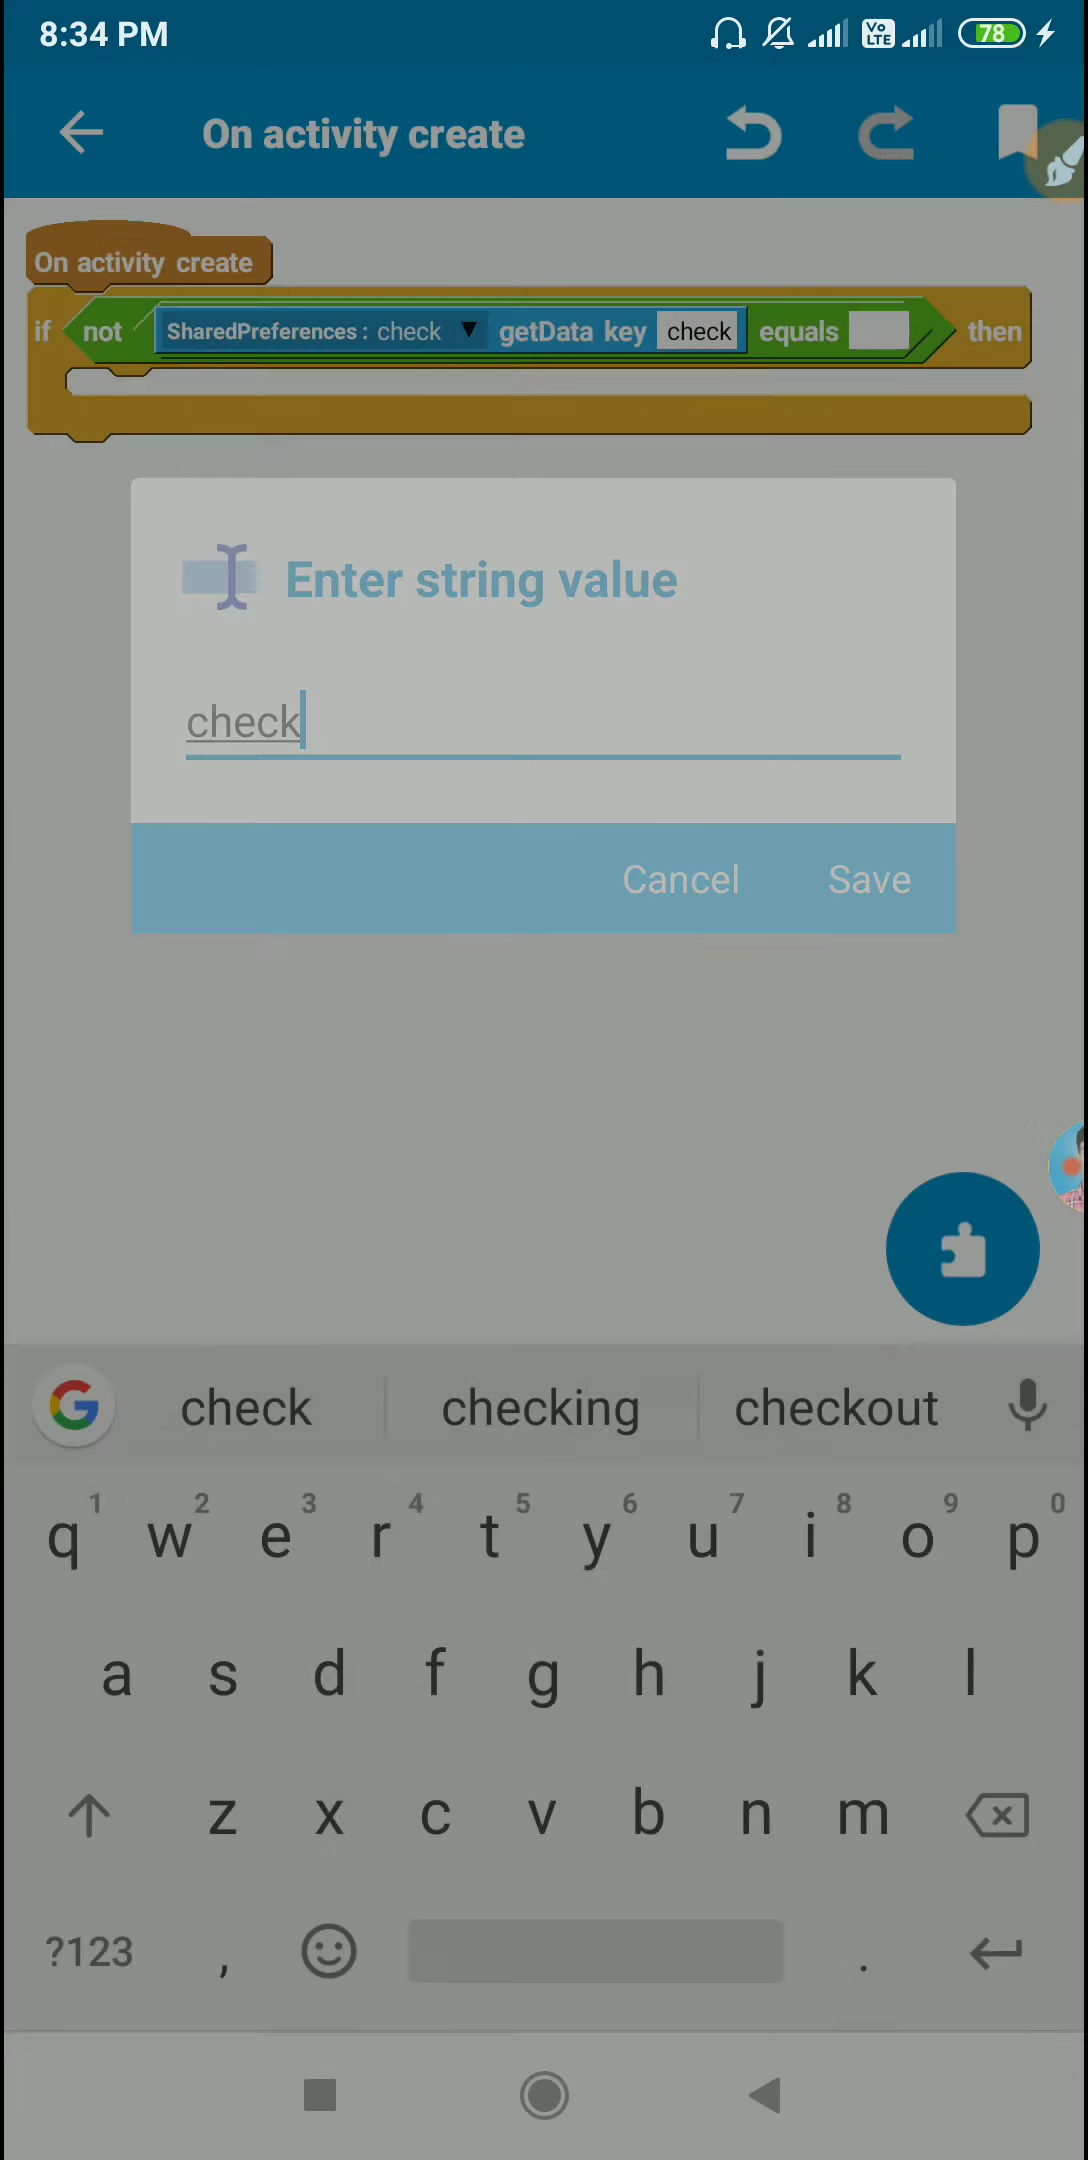 8:34 PM Vo LTE 78
On activity create
On activity create
if not SharedPreferences: check ▼ getData key check equals then
Enter string value
check
Cancel Save
G check checking checkout
1 2 3 4 5 6 7 8 9 0
q w e r t y u i o p
a s d f g h j k l
z x c v b n m
?123 , .